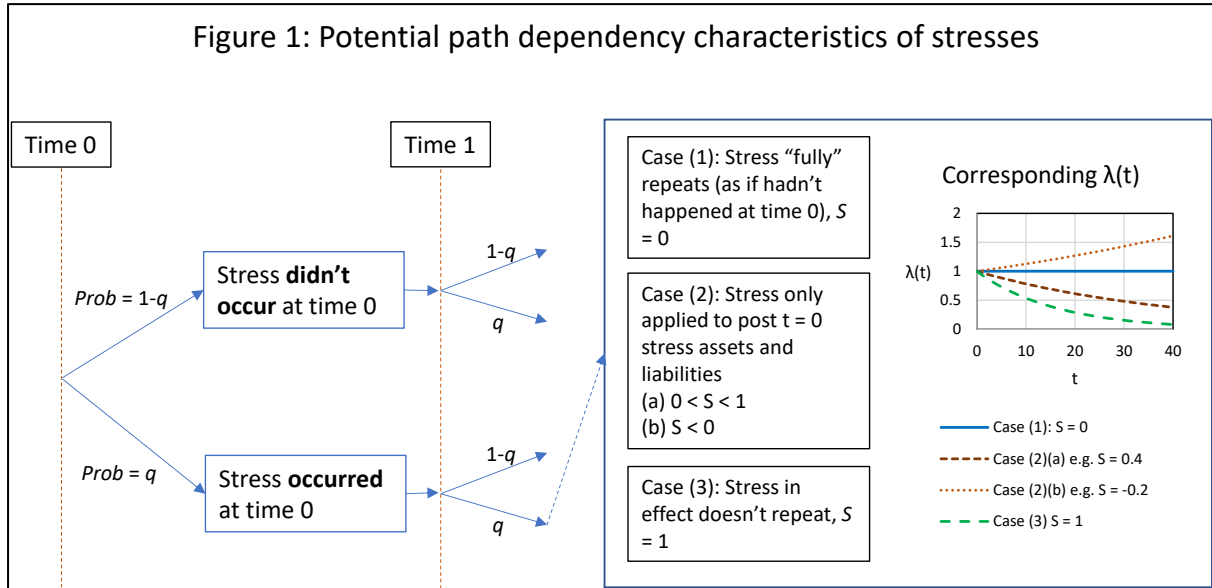 Figure 1: Potential path dependency characteristics of stresses
Time 0
Time 1
Prob = 1-q
Stress didn't
occur at time 0
1-q
q
Prob = q
Stress occurred
at time 0
1-q
q
Case (1): Stress “fully”
repeats (as if hadn't
happened at time 0), S
= 0
Case (2): Stress only
applied to post t = 0
stress assets and
liabilities
(a) 0 < S < 1
(b) S < 0
Case (3): Stress in
effect doesn't repeat, S
= 1
Corresponding λ(t)
2
1.5
1
0.5
0
λ(t)
0 10 20 30 40
t
Case (1): S = 0
Case (2)(a) e.g. S = 0.4
Case (2)(b) e.g. S = -0.2
Case (3) S = 1